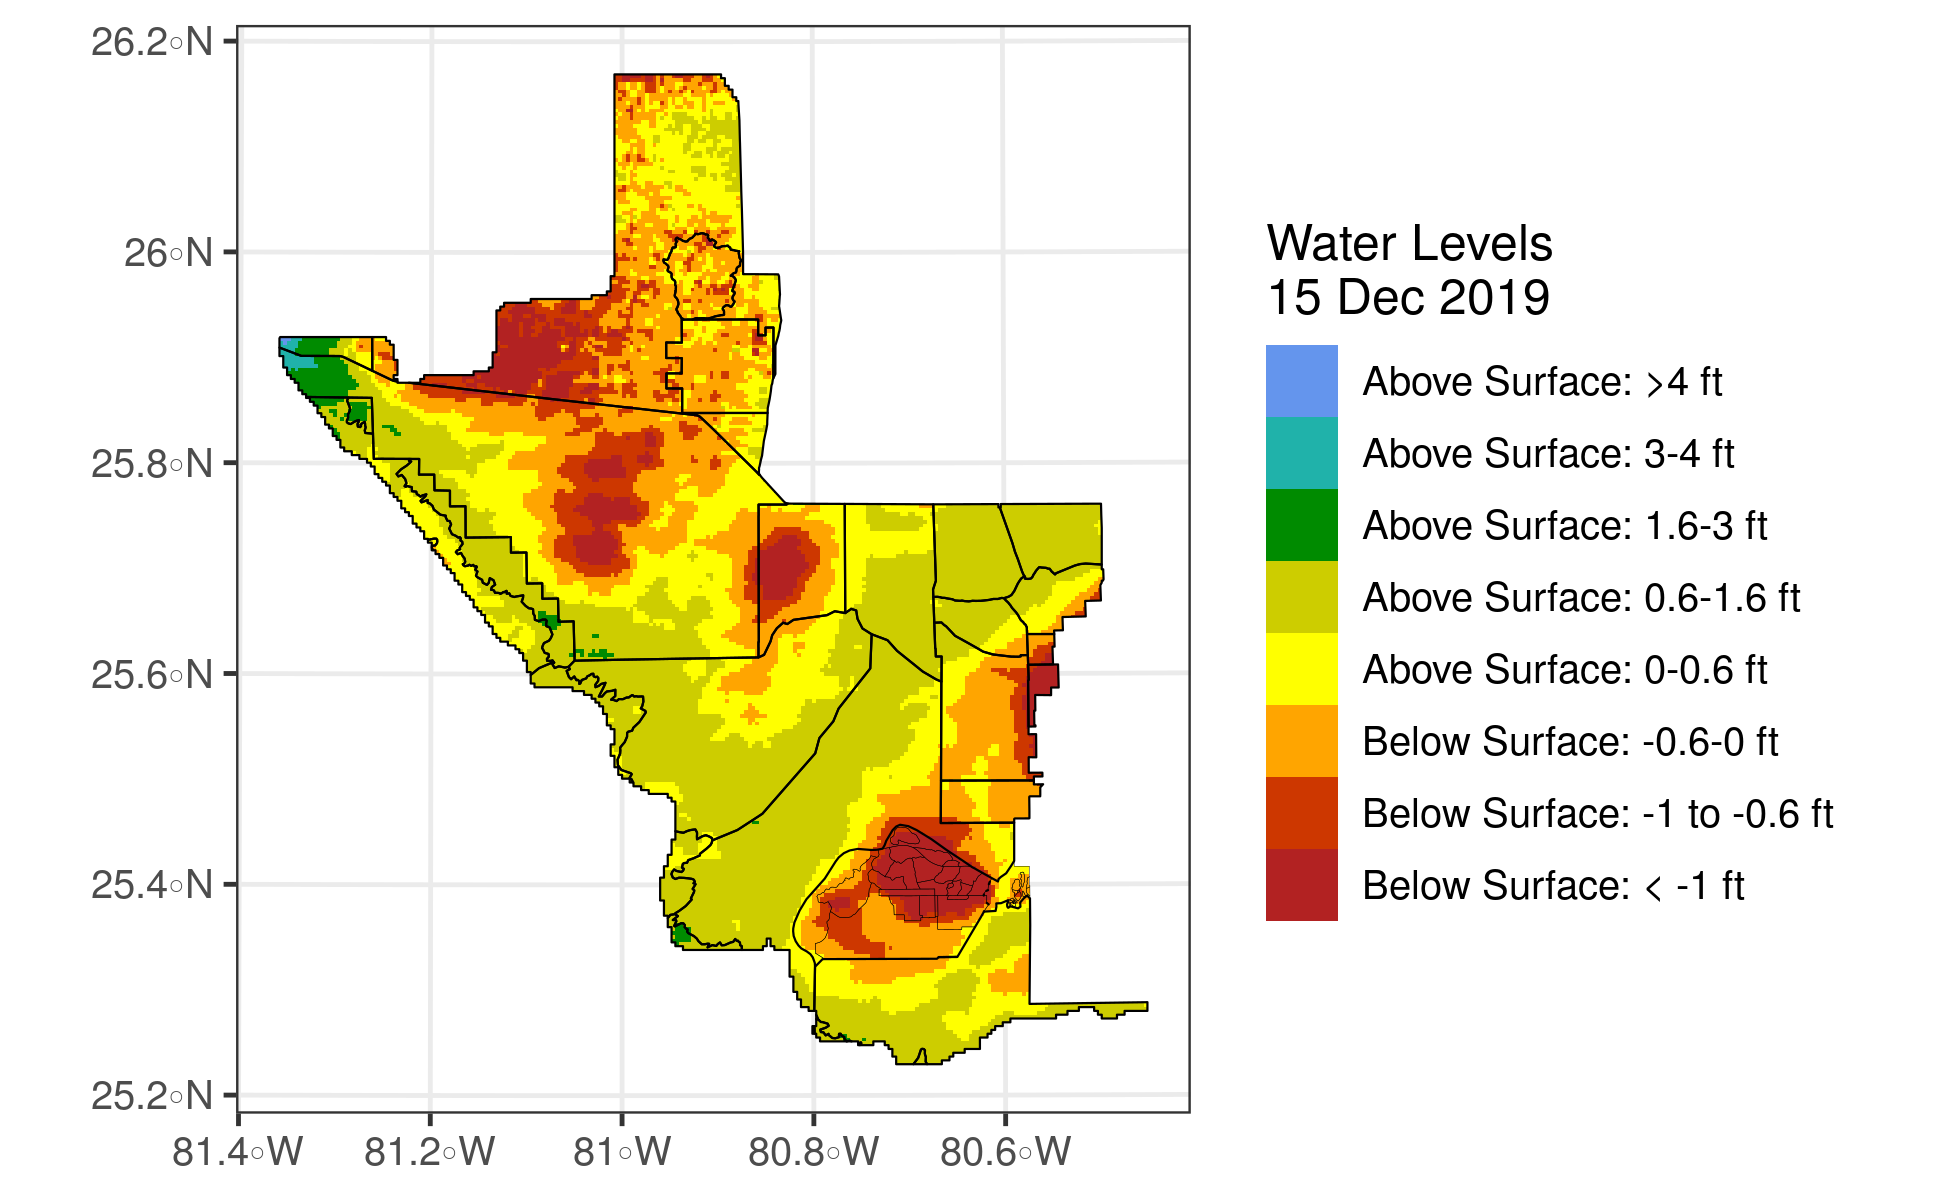 26.2◦N
26◦N
25.8◦N
25.6◦N
25.4◦N
25.2◦N
81.4◦W 81.2◦W 81◦W 80.8◦W 80.6◦W
Water Levels
15 Dec 2019
Above Surface: >4 ft
Above Surface: 3-4 ft
Above Surface: 1.6-3 ft
Above Surface: 0.6-1.6 ft
Above Surface: 0-0.6 ft
Below Surface: -0.6-0 ft
Below Surface: -1 to -0.6 ft
Below Surface: < -1 ft